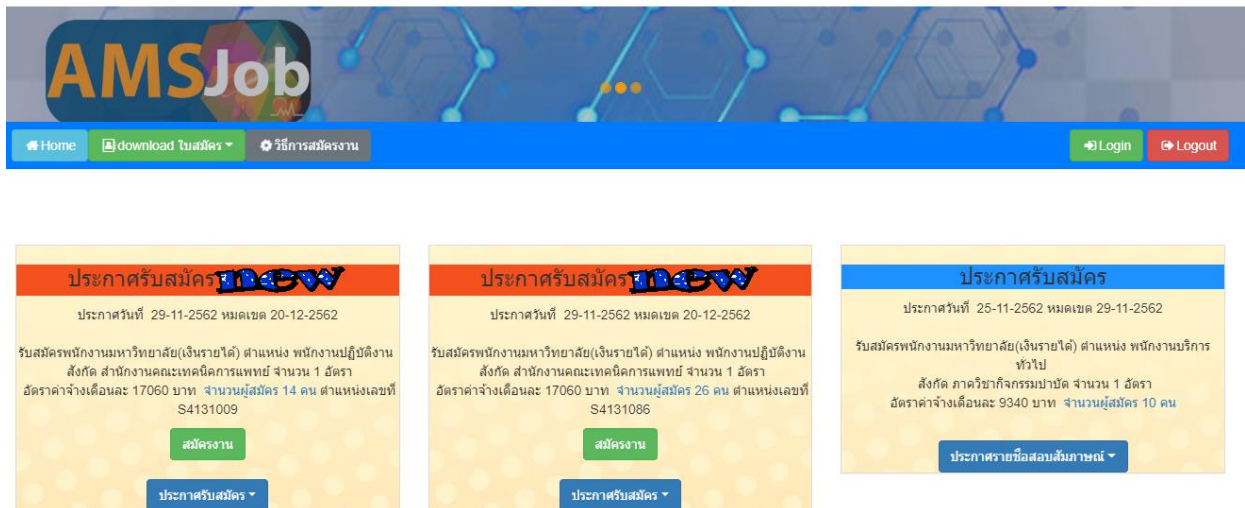 AMSJob
Home download ใบสมัคร วิธีการสมัครงาน Login Logout
ประกาศรับสมัคร new
ประกาศวันที่ 29-11-2562 หมดเขต 20-12-2562
รับสมัครพนักงานมหาวิทยาลัย(เงินรายได้) ตำแหน่ง พนักงานปฏิบัติงาน
สังกัด สำนักงานคณะเทคนิคการแพทย์ จำนวน 1 อัตรา
อัตราค่าจ้างเดือนละ 17060 บาท จำนวนผู้สมัคร 14 คน ตำแหน่งเลขที่
S4131009
สมัครงาน
ประกาศรับสมัคร
ประกาศรับสมัคร new
ประกาศวันที่ 29-11-2562 หมดเขต 20-12-2562
รับสมัครพนักงานมหาวิทยาลัย(เงินรายได้) ตำแหน่ง พนักงานปฏิบัติงาน
สังกัด สำนักงานคณะเทคนิคการแพทย์ จำนวน 1 อัตรา
อัตราค่าจ้างเดือนละ 17060 บาท จำนวนผู้สมัคร 26 คน ตำแหน่งเลขที่
S4131086
สมัครงาน
ประกาศรับสมัคร
ประกาศรับสมัคร
ประกาศวันที่ 25-11-2562 หมดเขต 29-11-2562
รับสมัครพนักงานมหาวิทยาลัย(เงินรายได้) ตำแหน่ง พนักงานบริการ
ทั่วไป
สังกัด ภาควิชากิจกรรมบำบัด จำนวน 1 อัตรา
อัตราค่าจ้างเดือนละ 9340 บาท จำนวนผู้สมัคร 10 คน
ประกาศรายชื่อสอบสัมภาษณ์